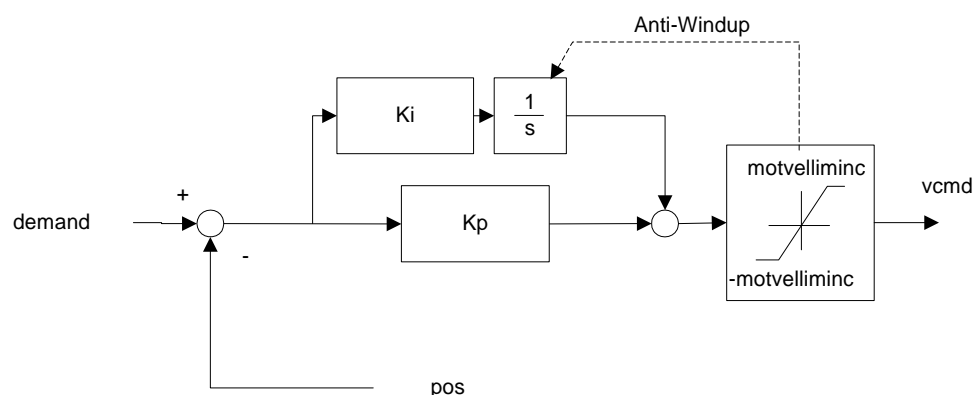 Anti-Windup
Ki
1
s
motvelliminc
vcmd
+
demand
Kp
-
-motvelliminc
pos